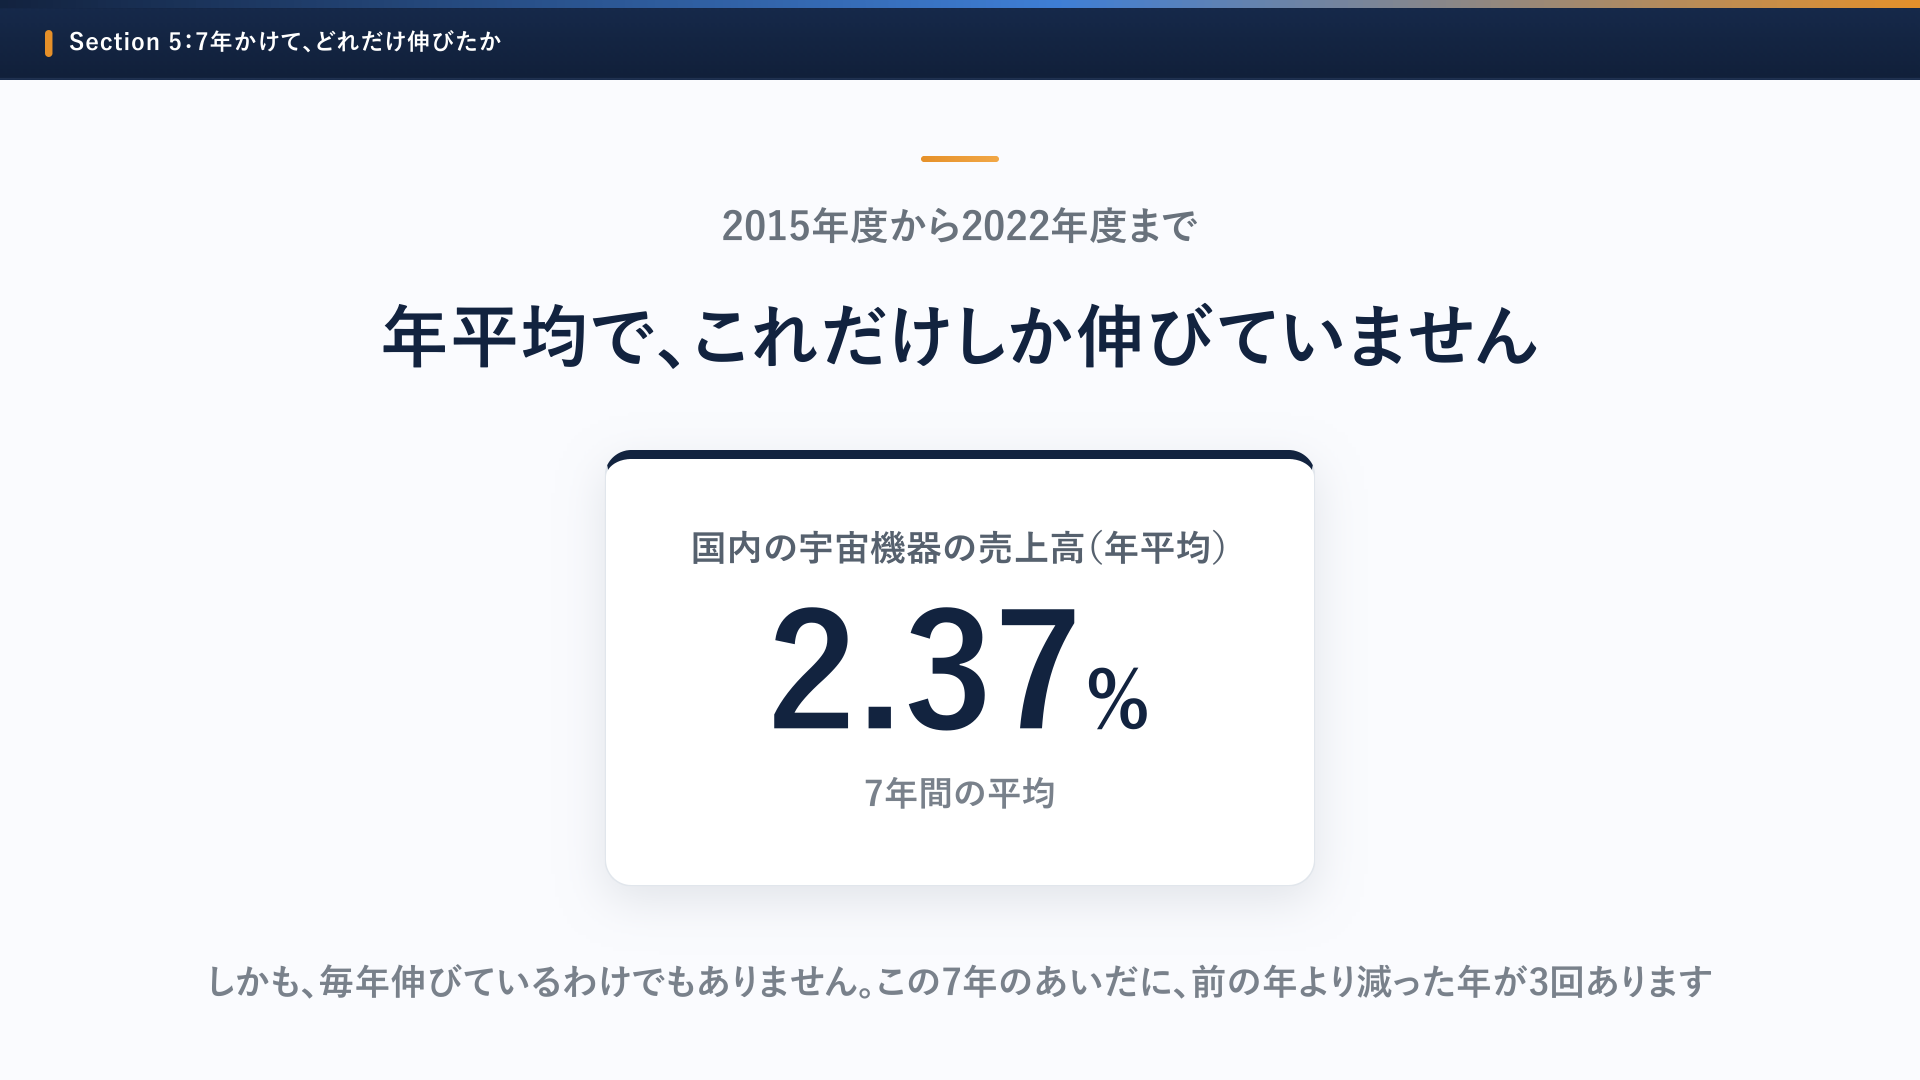 Section 5：7年かけて、どれだけ伸びたか
2015年度から2022年度まで
年平均で、これだけしか伸びていません
国内の宇宙機器の売上高（年平均）
2.37%
7年間の平均
しかも、毎年伸びているわけでもありません。この7年のあいだに、前の年より減った年が3回あります